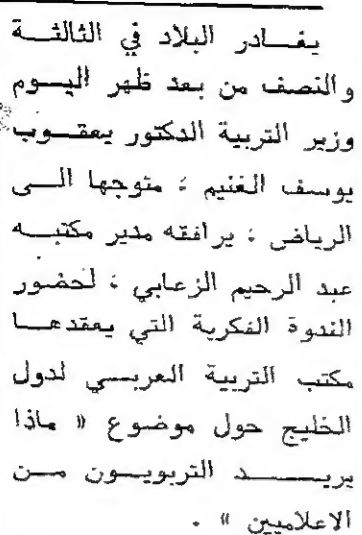 يغادر البلاد في الثالثة
والنصف من بعد ظهر اليوم
وزير التربية الدكتور يعقوب
يوسف الغنيم ؛ متوجها الى
الرياض ؛ يرافقه مدير مكتبه
عبد الرحيم الزعابي ؛ لحضور
الندوة الفكرية التي يعقدها
مكتب التربية العربي لدول
الخليج حول موضوع « ماذا
يريد التربويون من
الاعلاميين » .